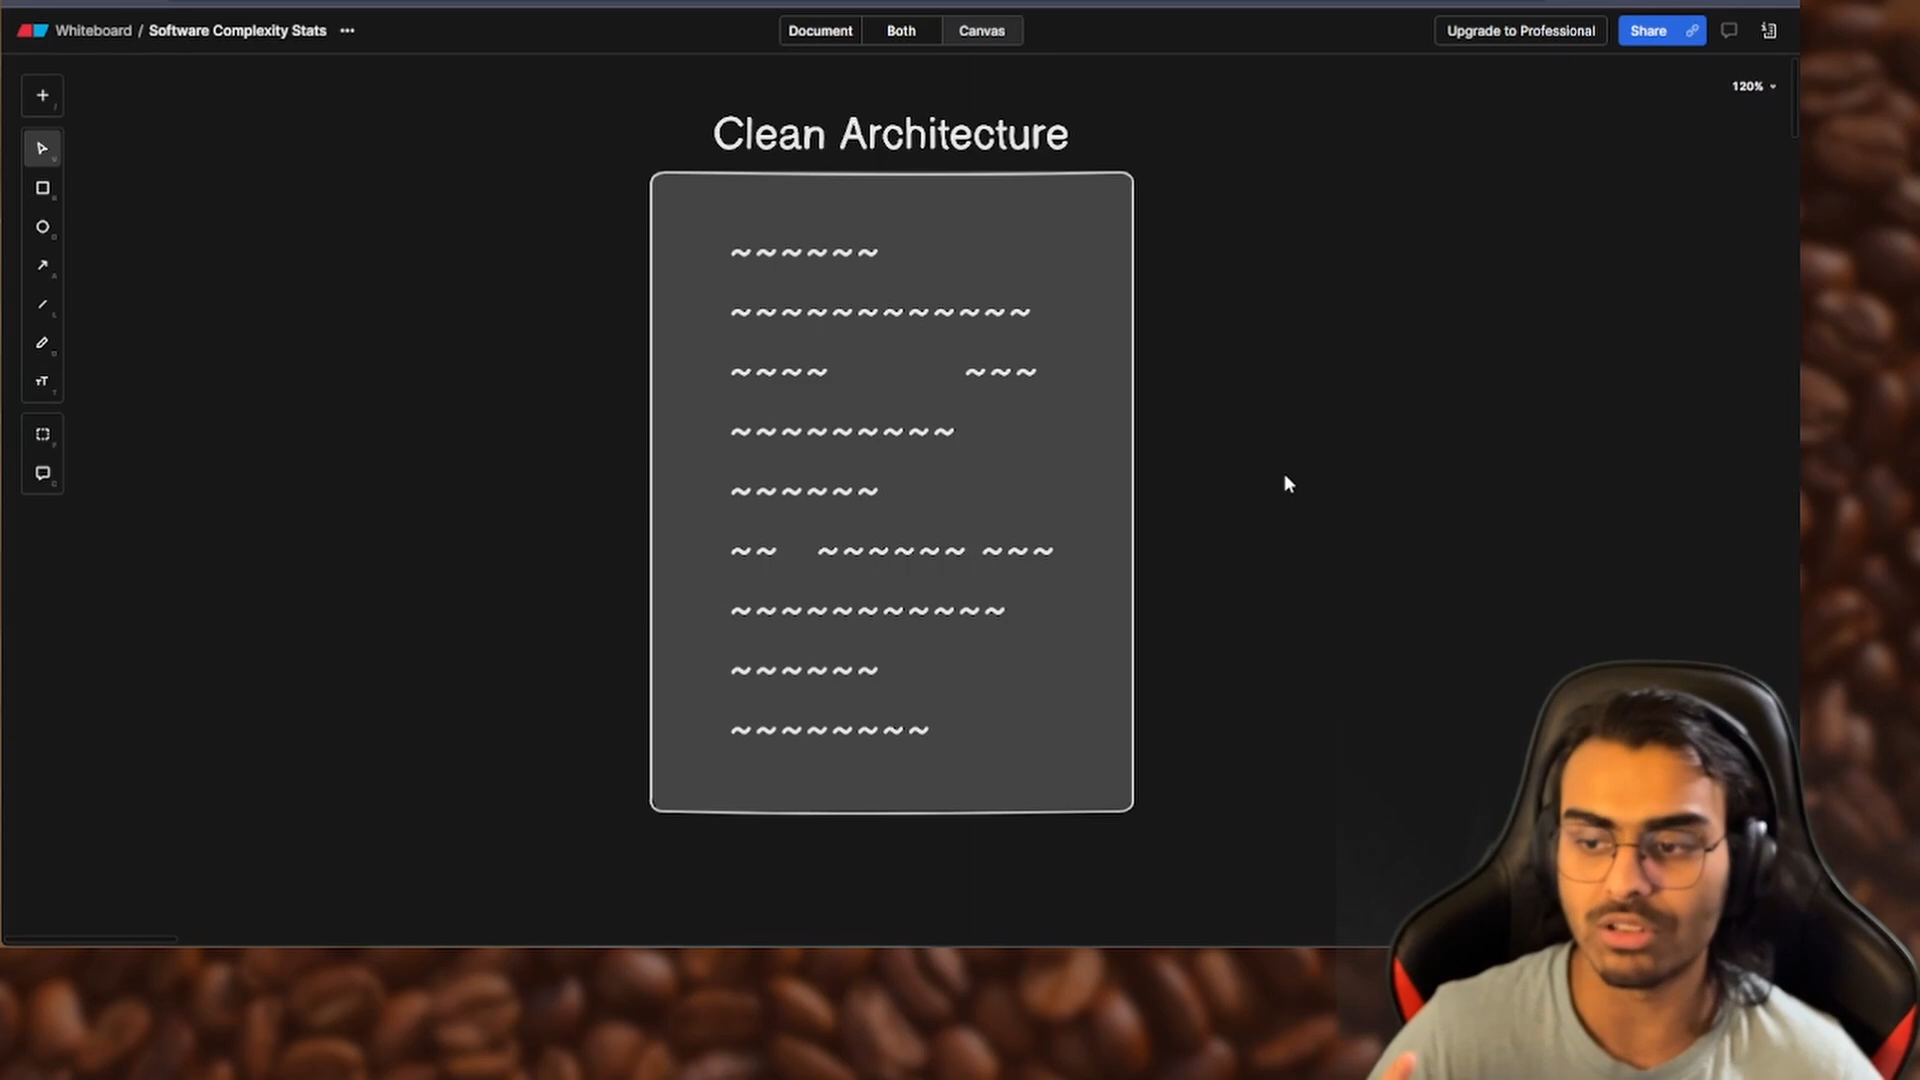 Whiteboard / Software Complexity Stats ...
Document Both Canvas
Upgrade to Professional
Share
120%
Clean Architecture
~~~~~~
~~~~~~~~~~~~
~~~~ ~~~
~~~~~~~~~
~~~~~~
~~ ~~~~~~ ~~~
~~~~~~~~~~~
~~~~~~
~~~~~~~~